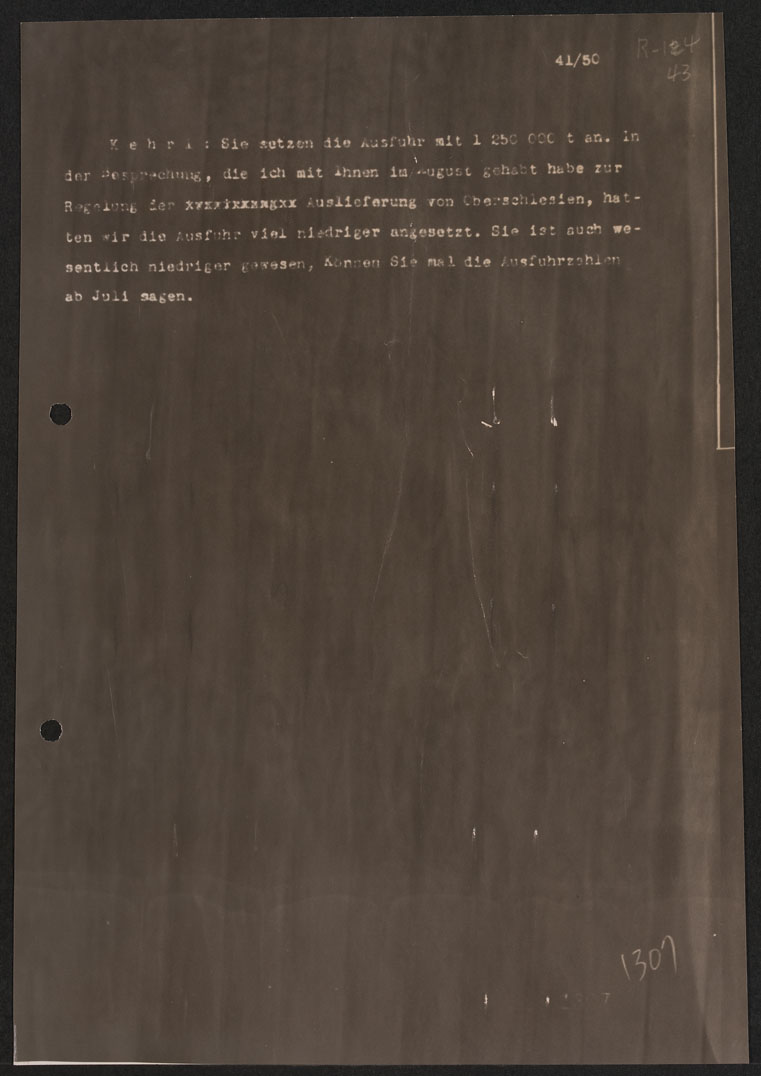 41/50
R-124
43
K e h r l : Sie setzen die Ausfuhr mit 1 250 000 t an. In
der Besprechung, die ich mit Ihnen im August gehabt habe zur
Regelung der Auslieferung von Oberschlesien, hat-
ten wir die Ausfuhr viel niedriger angesetzt. Sie ist auch we-
sentlich niedriger gewesen, Können Sie mal die Ausfuhrzahlen
ab Juli sagen.
1307
1307